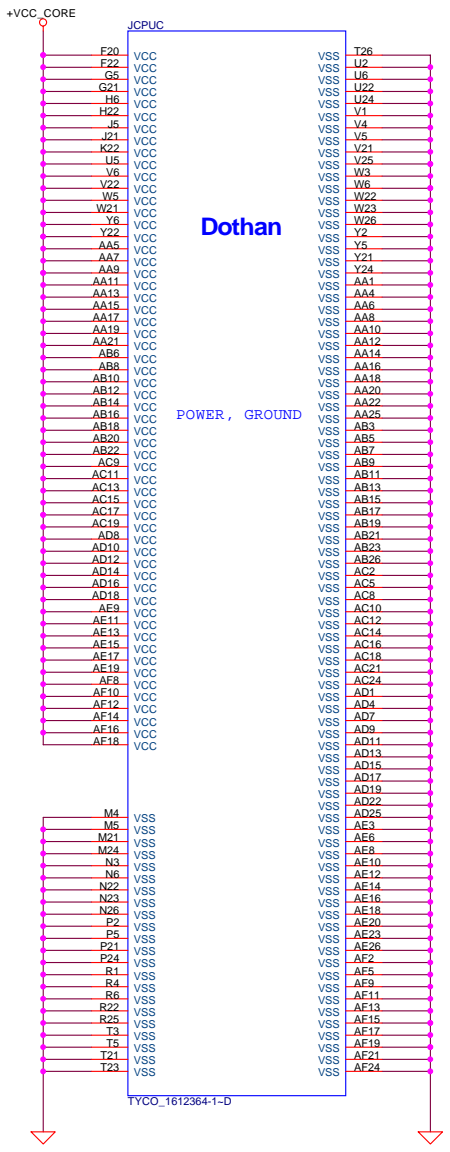 +VCC_CORE
JCPUC
F20 VCC VSS T26
F22 VCC VSS U2
G5 VCC VSS U6
G21 VCC VSS U22
H6 VCC VSS U24
H22 VCC VSS V1
J5 VCC VSS V4
J21 VCC VSS V5
K22 VCC VSS V21
U5 VCC VSS V25
V6 VCC VSS W3
V22 VCC VSS W6
W5 VCC VSS W22
W21 VCC VSS W23
Y6 VCC VSS W26
Dothan
Y22 VCC VSS Y2
AA5 VCC VSS Y5
AA7 VCC VSS Y21
AA9 VCC VSS Y24
AA11 VCC VSS AA1
AA13 VCC VSS AA4
AA15 VCC VSS AA6
AA17 VCC VSS AA8
AA19 VCC VSS AA10
AA21 VCC VSS AA12
AB6 VCC VSS AA14
AB8 VCC VSS AA16
AB10 VCC VSS AA18
AB12 VCC VSS AA20
AB14 VCC VSS AA22
AB16 VCC VSS AA25
POWER, GROUND
AB18 VCC VSS AB3
AB20 VCC VSS AB5
AB22 VCC VSS AB7
AC9 VCC VSS AB9
AC11 VCC VSS AB11
AC13 VCC VSS AB13
AC15 VCC VSS AB15
AC17 VCC VSS AB17
AC19 VCC VSS AB19
AD8 VCC VSS AB21
AD10 VCC VSS AB23
AD12 VCC VSS AB26
AD14 VCC VSS AC2
AD16 VCC VSS AC5
AD18 VCC VSS AC8
AE9 VCC VSS AC10
AE11 VCC VSS AC12
AE13 VCC VSS AC14
AE15 VCC VSS AC16
AE17 VCC VSS AC18
AE19 VCC VSS AC21
AF8 VCC VSS AC24
AF10 VCC VSS AD1
AF12 VCC VSS AD4
AF14 VCC VSS AD7
AF16 VCC VSS AD9
AF18 VCC VSS AD11
VSS AD13
VSS AD15
VSS AD17
VSS AD19
VSS AD22
M4 VSS VSS AD25
M5 VSS VSS AE3
M21 VSS VSS AE6
M24 VSS VSS AE8
N3 VSS VSS AE10
N6 VSS VSS AE12
N22 VSS VSS AE14
N23 VSS VSS AE16
N26 VSS VSS AE18
P2 VSS VSS AE20
P5 VSS VSS AE23
P21 VSS VSS AE26
P24 VSS VSS AF2
R1 VSS VSS AF5
R4 VSS VSS AF9
R6 VSS VSS AF11
R22 VSS VSS AF13
R25 VSS VSS AF15
T3 VSS VSS AF17
T5 VSS VSS AF19
T21 VSS VSS AF21
T23 VSS VSS AF24
TYCO_1612364-1~D